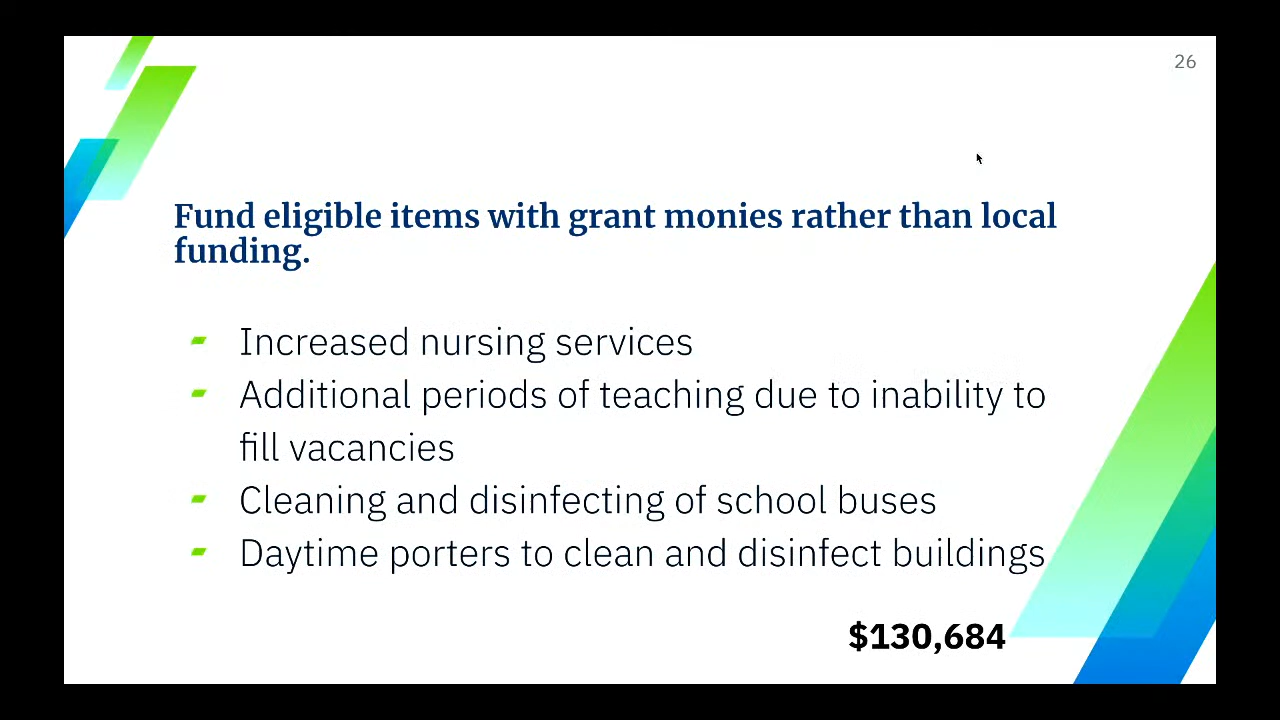 26
Fund eligible items with grant monies rather than local
funding.
Increased nursing services
Additional periods of teaching due to inability to
fill vacancies
Cleaning and disinfecting of school buses
Daytime porters to clean and disinfect buildings
$130,684